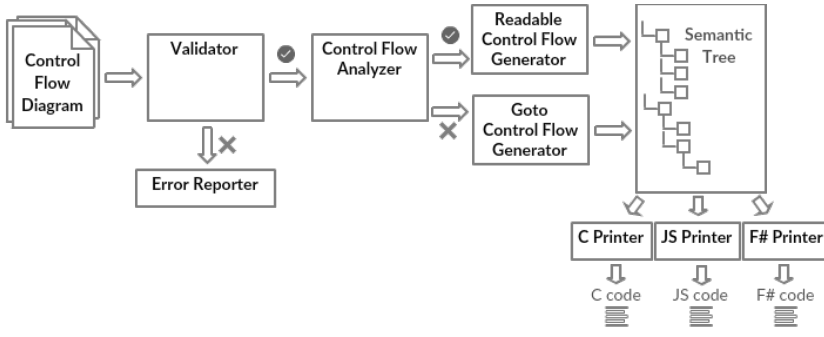 Control
Flow
Diagram
Validator
Control Flow
Analyzer
Readable
Control Flow
Generator
Semantic
Tree
Goto
Control Flow
Generator
Error Reporter
C Printer
JS Printer
F# Printer
C code
JS code
F# code